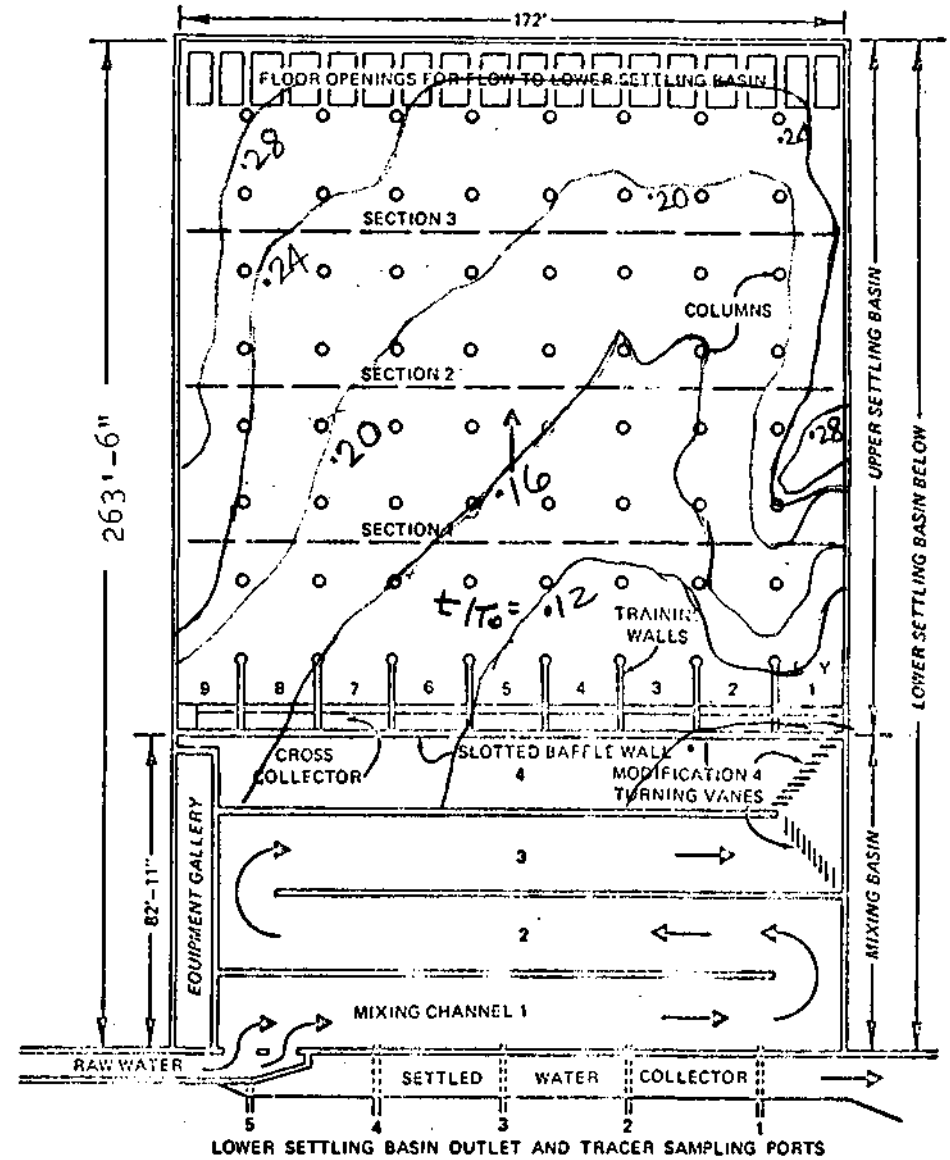 172'
FLOOR OPENINGS FOR FLOW TO LOWER SETTLING BASIN
.28
.24
.20
SECTION 3
.24
COLUMNS
SECTION 2
.28
.20
.16
SECTION 1
t/To = .12
TRAINING
WALLS
9 8 7 6 5 4 3 2 1
CROSS
COLLECTOR
SLOTTED BAFFLE WALL
4
MODIFICATION 4
TURNING VANES
3
2
MIXING CHANNEL 1
EQUIPMENT GALLERY
263'-6"
82'-11"
UPPER SETTLING BASIN
LOWER SETTLING BASIN BELOW
MIXING BASIN
RAW WATER
SETTLED WATER COLLECTOR
5 4 3 2 1
LOWER SETTLING BASIN OUTLET AND TRACER SAMPLING PORTS